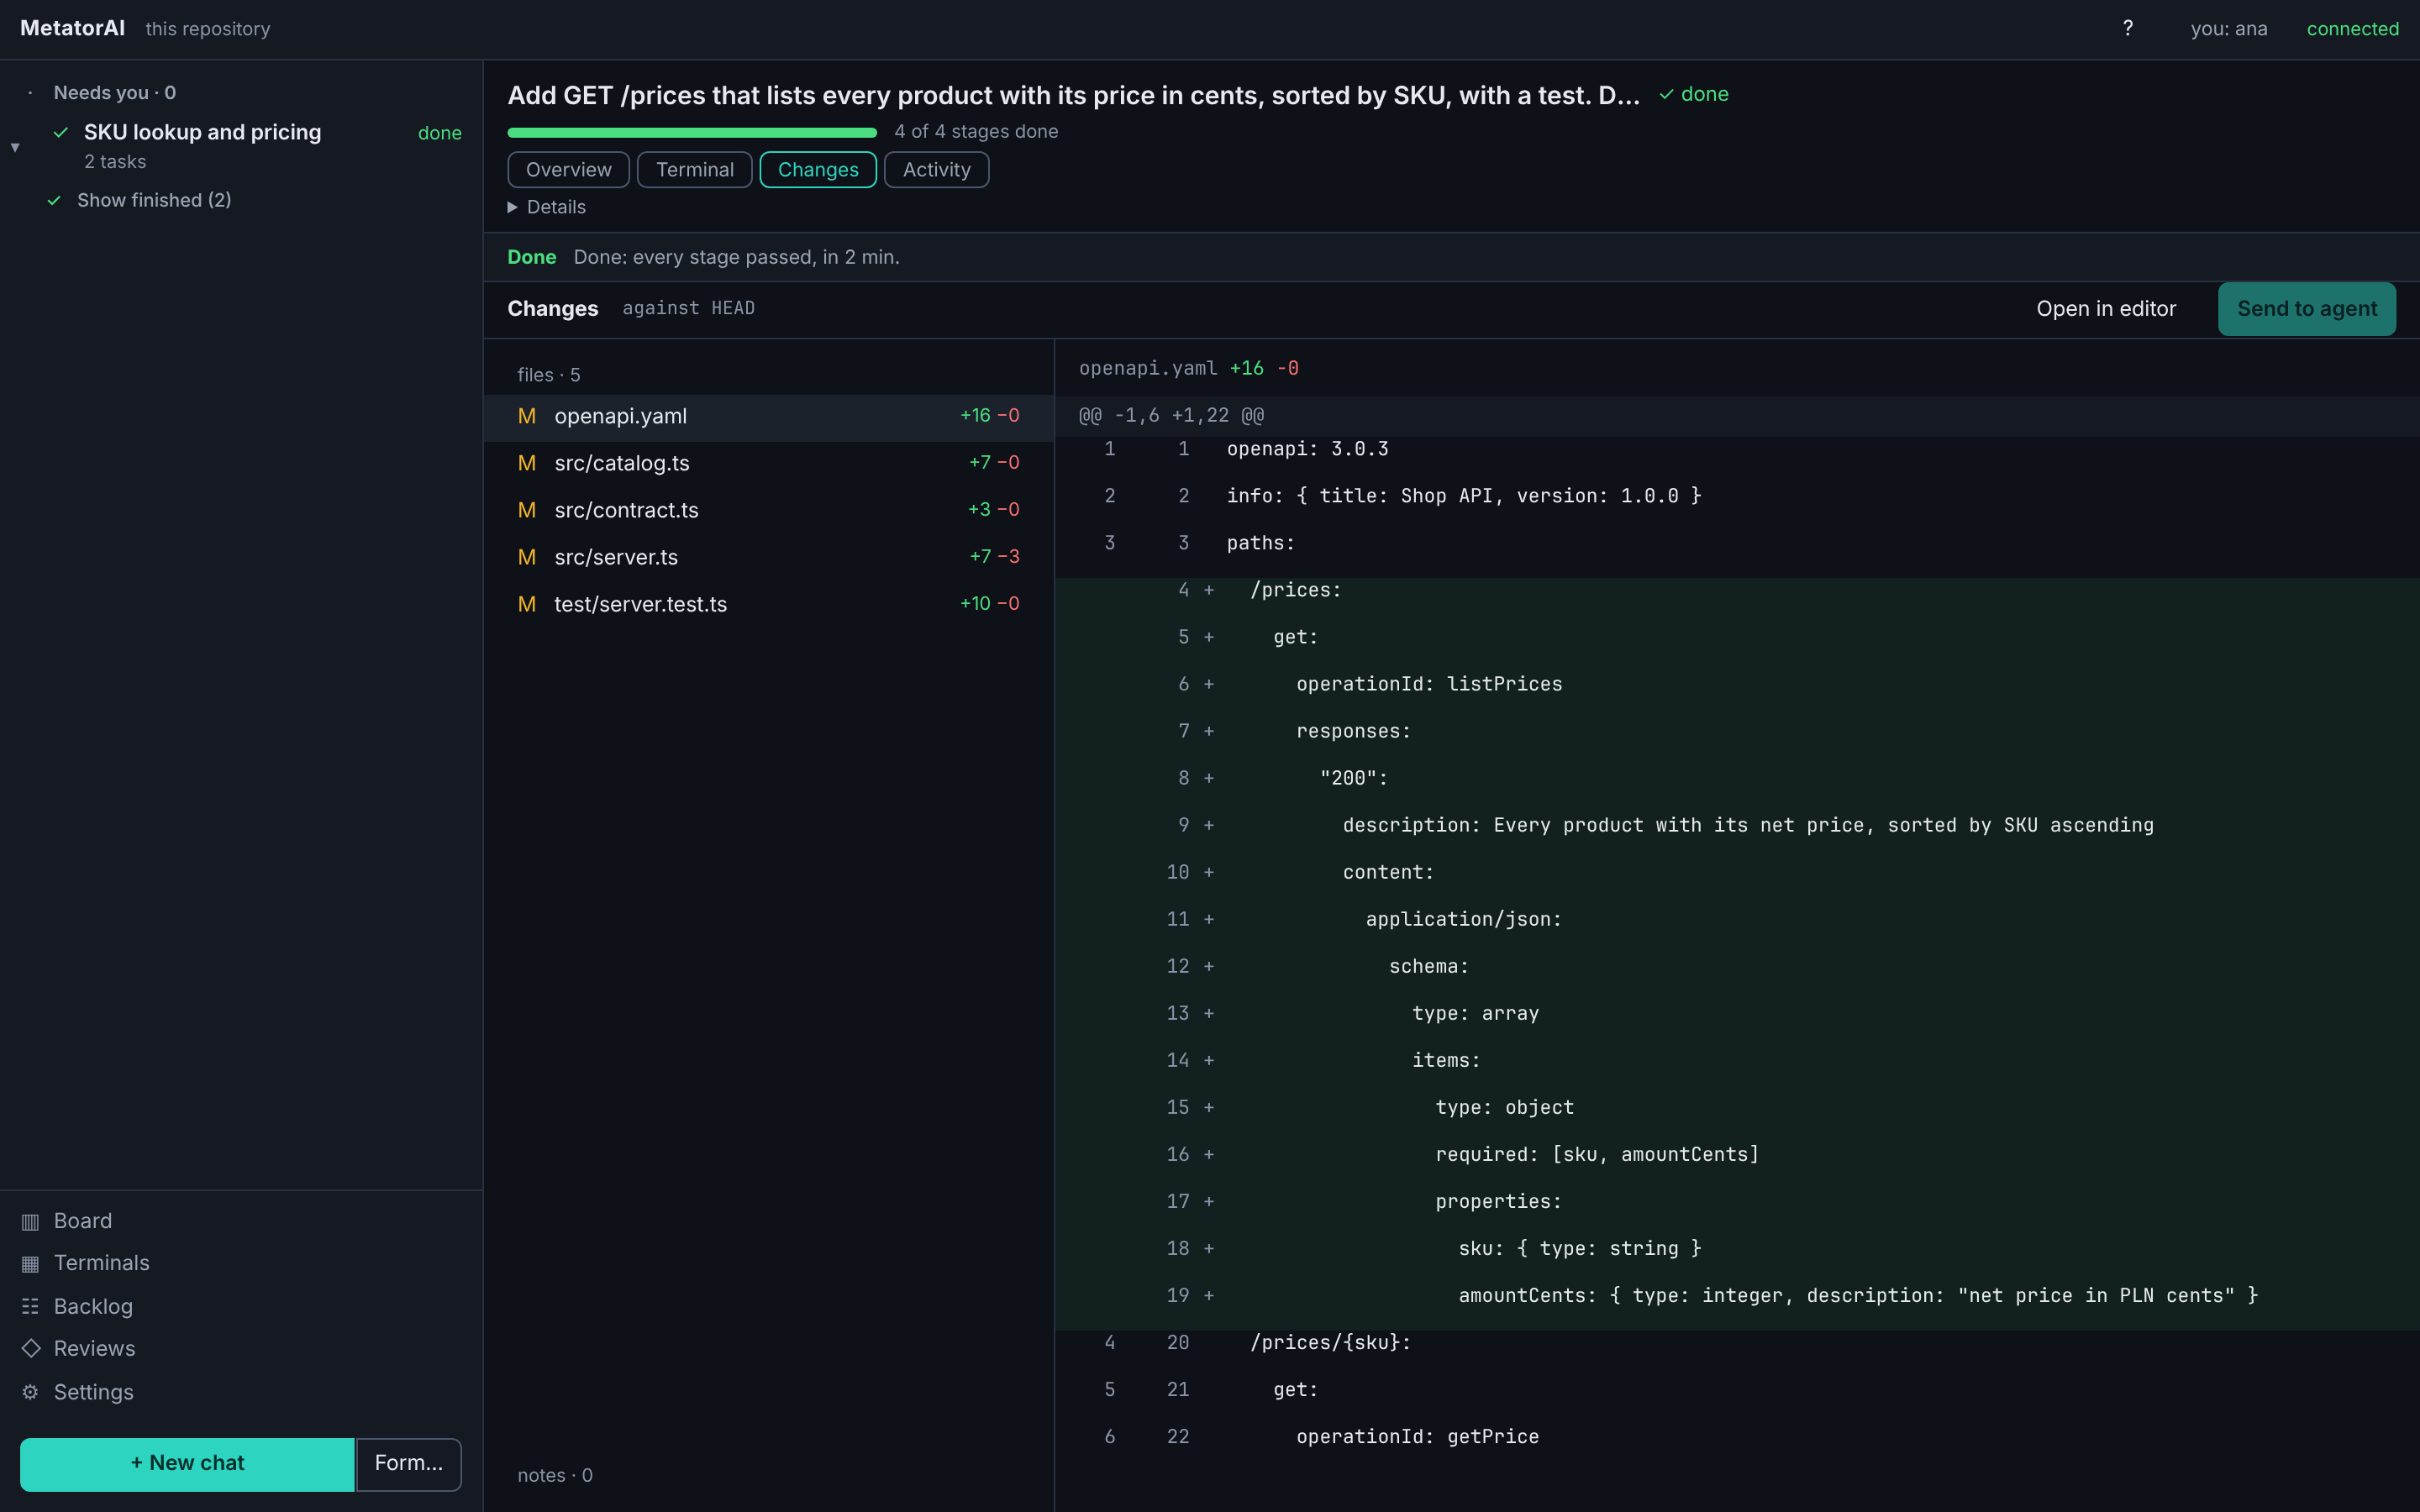 MetatorAI this repository ? you: ana connected
· Needs you · 0
✓ SKU lookup and pricing done
▼
2 tasks
✓ Show finished (2)
Board
Terminals
Backlog
Reviews
Settings
+ New chat Form...
Add GET /prices that lists every product with its price in cents, sorted by SKU, with a test. D... ✓ done
4 of 4 stages done
Overview Terminal Changes Activity
▶ Details
Done Done: every stage passed, in 2 min.
Changes against HEAD Open in editor Send to agent
files · 5
M openapi.yaml +16 −0
M src/catalog.ts +7 −0
M src/contract.ts +3 −0
M src/server.ts +7 −3
M test/server.test.ts +10 −0
notes · 0
openapi.yaml +16 -0
@@ -1,6 +1,22 @@
1 1 openapi: 3.0.3
2 2 info: { title: Shop API, version: 1.0.0 }
3 3 paths:
4 + /prices:
5 + get:
6 + operationId: listPrices
7 + responses:
8 + "200":
9 + description: Every product with its net price, sorted by SKU ascending
10 + content:
11 + application/json:
12 + schema:
13 + type: array
14 + items:
15 + type: object
16 + required: [sku, amountCents]
17 + properties:
18 + sku: { type: string }
19 + amountCents: { type: integer, description: "net price in PLN cents" }
4 20 /prices/{sku}:
5 21 get:
6 22 operationId: getPrice